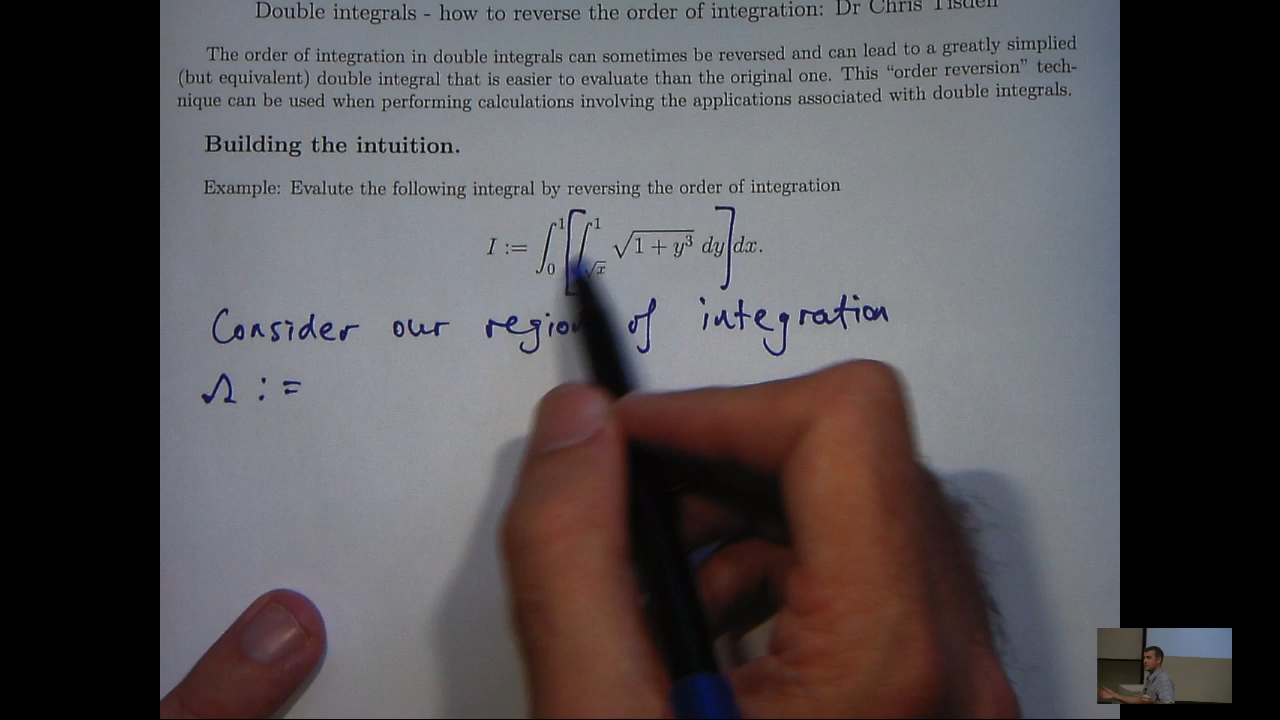 Double integrals - how to reverse the order of integration: Dr Chris Tisdell
The order of integration in double integrals can sometimes be reversed and can lead to a greatly simplied
(but equivalent) double integral that is easier to evaluate than the original one. This “order reversion” tech-
nique can be used when performing calculations involving the applications associated with double integrals.
Building the intuition.
Example: Evalute the following integral by reversing the order of integration
I := ∫₀¹ [∫_√x¹ √(1 + y³) dy] dx.
Consider our region of integration
Ω :=